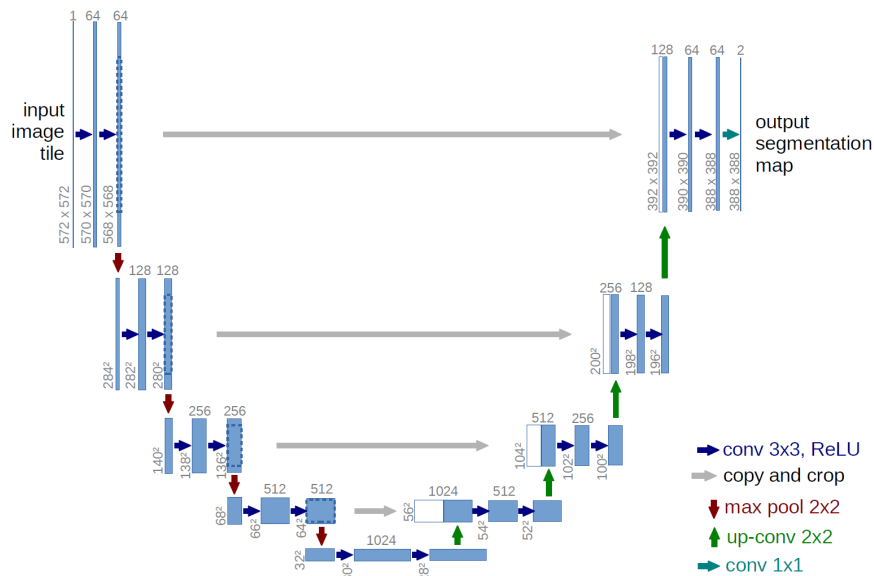 1 64 64
128 64 64 2
input
image
tile
output
segmentation
map
572 x 572
570 x 570
568 x 568
392 x 392
390 x 390
388 x 388
388 x 388
128 128
256 128
284²
282²
280²
200²
198²
196²
256 256
512 256
140²
138²
136²
104²
102²
100²
conv 3x3, ReLU
copy and crop
max pool 2x2
up-conv 2x2
conv 1x1
512 512
1024 512
68²
66²
64²
56²
54²
52²
1024
32²